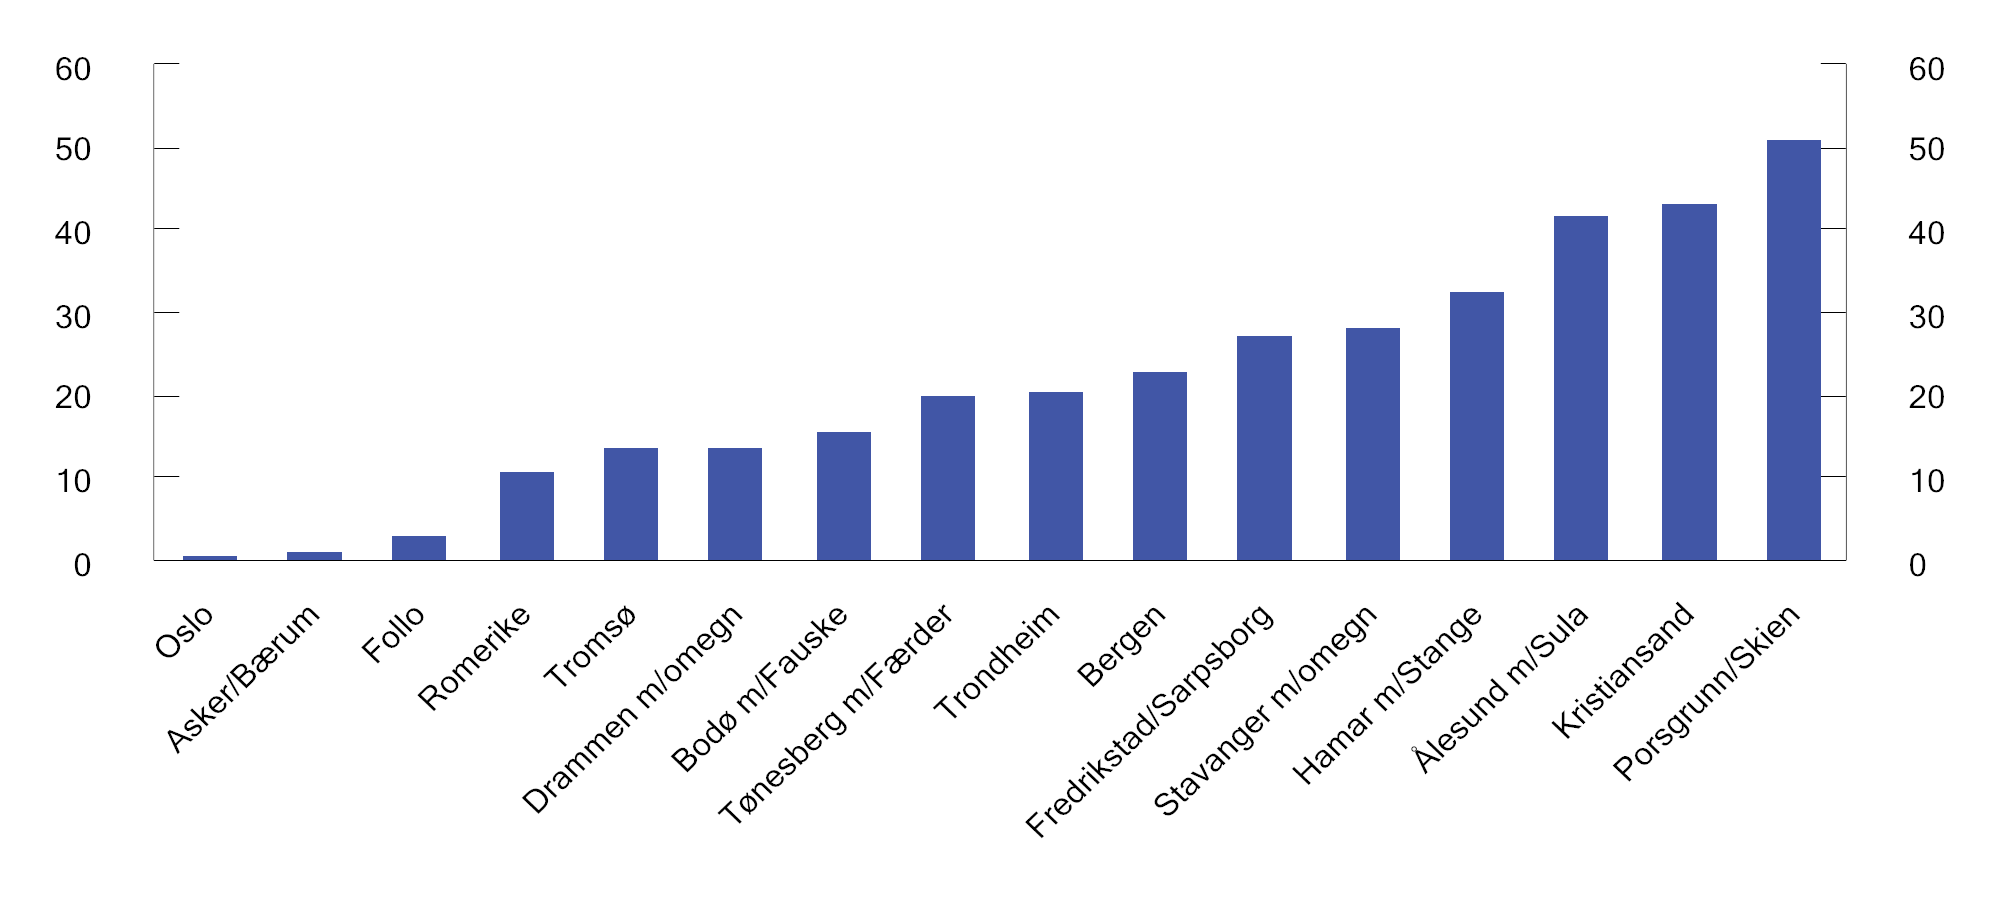 60
50
40
30
20
10
0
60
50
40
30
20
10
0
Oslo
Asker/Bærum
Follo
Romerike
Tromsø
Drammen m/omegn
Bodø m/Fauske
Tønesberg m/Færder
Trondheim
Bergen
Fredrikstad/Sarpsborg
Stavanger m/omegn
Hamar m/Stange
Ålesund m/Sula
Kristiansand
Porsgrunn/Skien